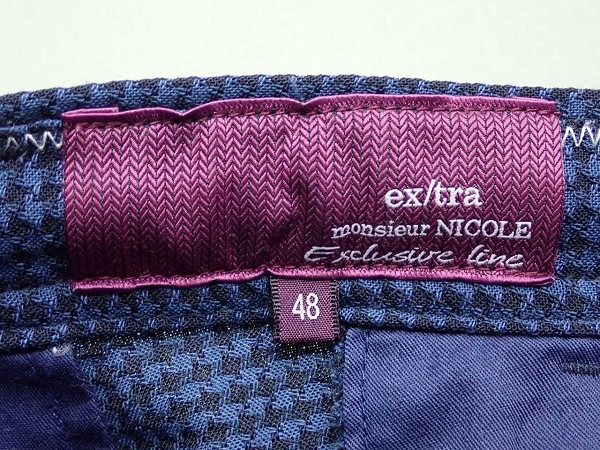 ex/tra
monsieur NICOLE
Exclusive line
48